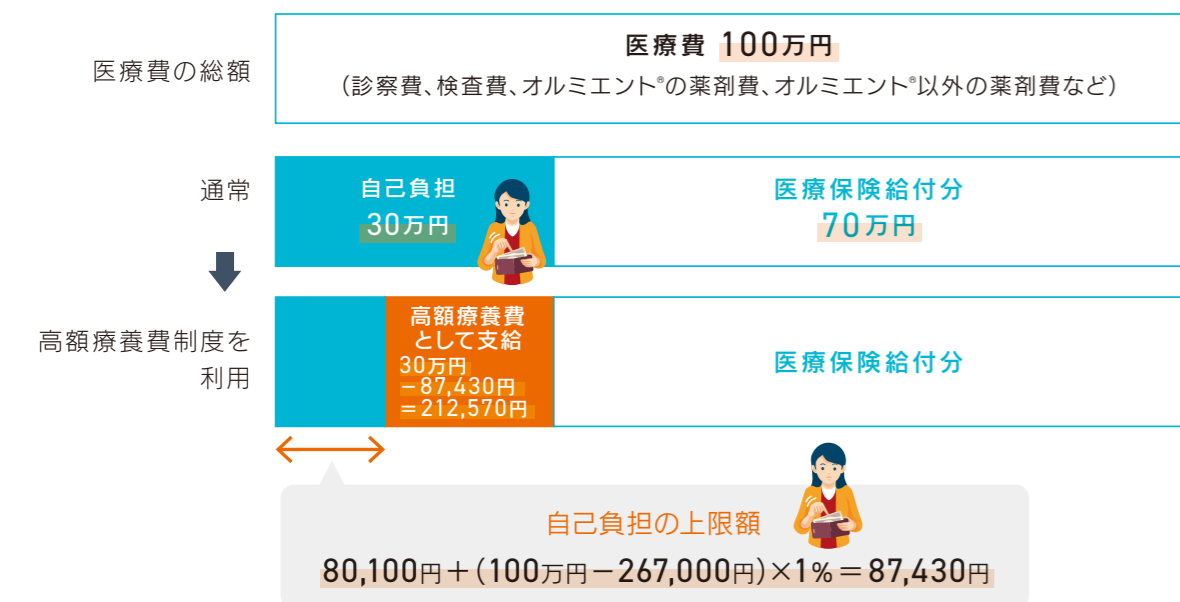 医療費の総額
医療費 100万円
（診察費、検査費、オルミエント®の薬剤費、オルミエント®以外の薬剤費など）
通常
自己負担
30万円
医療保険給付分
70万円
高額療養費制度を
利用
高額療養費
として支給
30万円
－87,430円
＝212,570円
医療保険給付分
自己負担の上限額
80,100円＋（100万円－267,000円）×1%＝87,430円